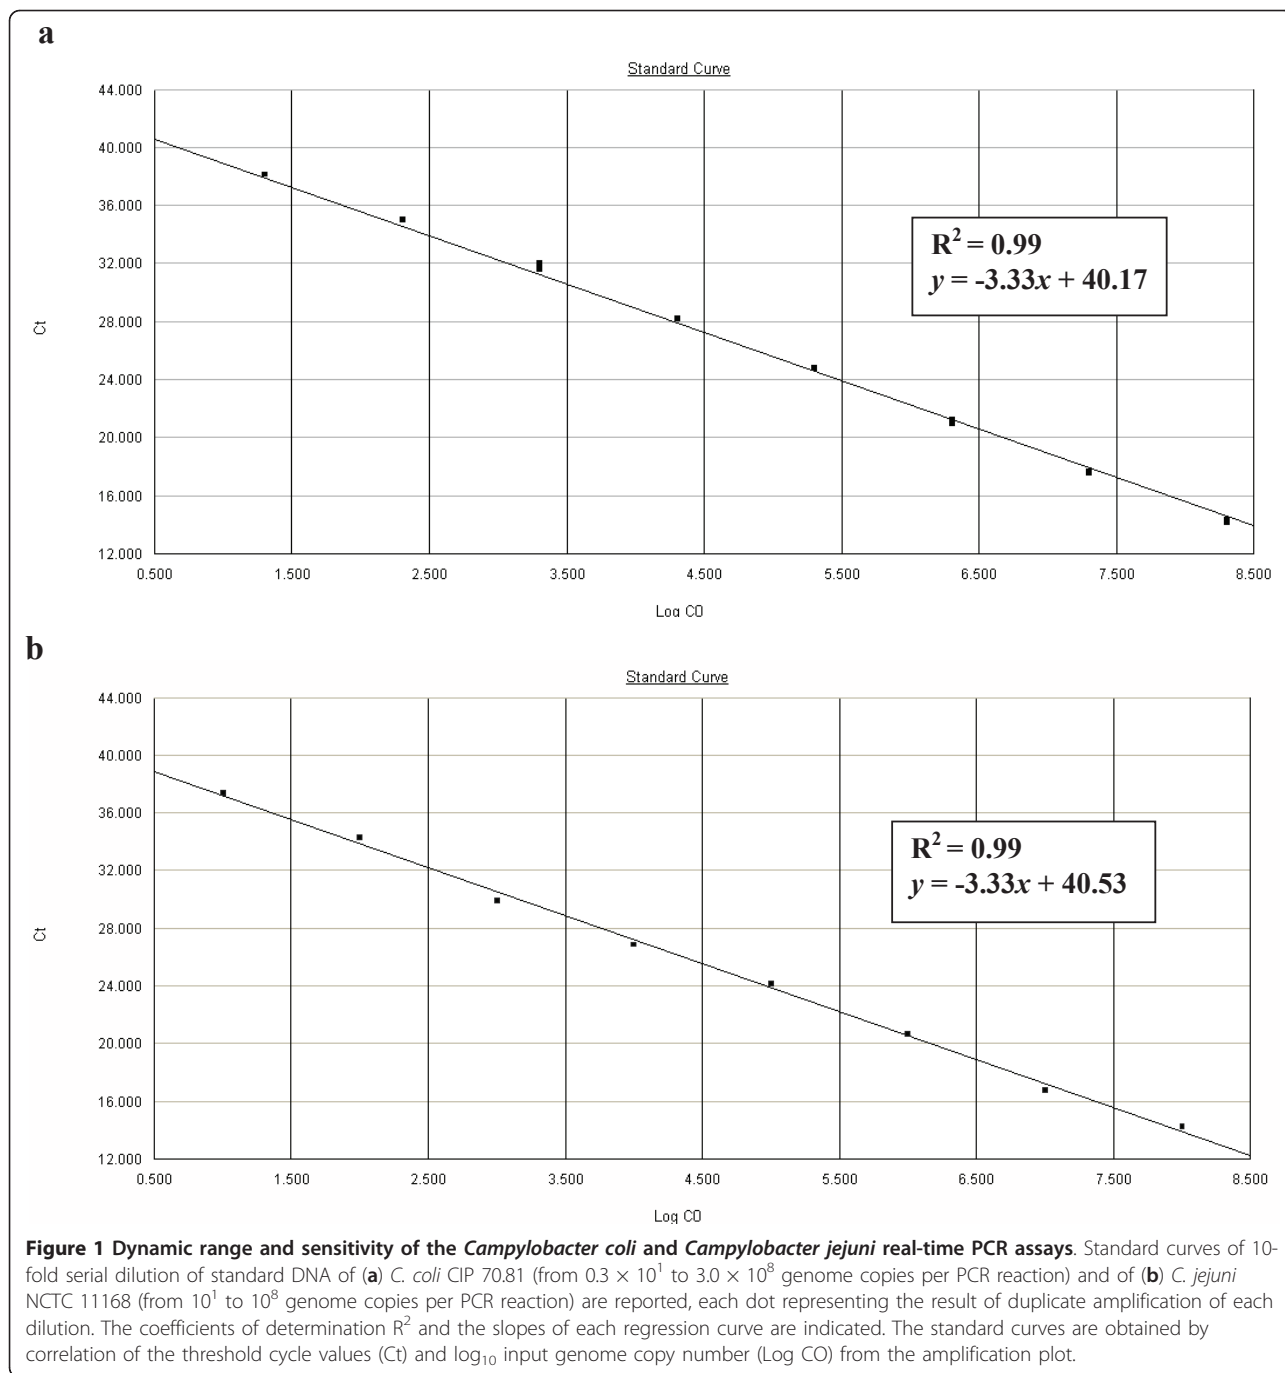 a
Standard Curve
44.000
40.000
36.000
32.000
28.000
24.000
20.000
16.000
12.000
Ct
R² = 0.99
y = -3.33x + 40.17
0.500 1.500 2.500 3.500 4.500 5.500 6.500 7.500 8.500
Log CO
b
Standard Curve
44.000
40.000
36.000
32.000
28.000
24.000
20.000
16.000
12.000
Ct
R² = 0.99
y = -3.33x + 40.53
0.500 1.500 2.500 3.500 4.500 5.500 6.500 7.500 8.500
Log CO
Figure 1 Dynamic range and sensitivity of the Campylobacter coli and Campylobacter jejuni real-time PCR assays. Standard curves of 10-
fold serial dilution of standard DNA of (a) C. coli CIP 70.81 (from 0.3 × 10¹ to 3.0 × 10⁸ genome copies per PCR reaction) and of (b) C. jejuni
NCTC 11168 (from 10¹ to 10⁸ genome copies per PCR reaction) are reported, each dot representing the result of duplicate amplification of each
dilution. The coefficients of determination R² and the slopes of each regression curve are indicated. The standard curves are obtained by
correlation of the threshold cycle values (Ct) and log₁₀ input genome copy number (Log CO) from the amplification plot.